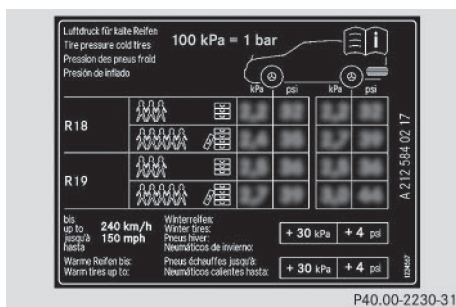 Luftdruck für kalte Reifen
Tire pressure cold tires
Pression des pneus froid
Presión de inflado
100 kPa = 1 bar
i
kPa psi kPa psi
R18
R19
A 212 584 02 17
bis
up to
jusqu'à
hasta
240 km/h
150 mph
Winterreifen:
Winter tires:
Pneus hiver:
Neumáticos de invierno:
+ 30 kPa + 4 psi
Warme Reifen bis:
Warm tires up to:
Pneus échauffes jusqu'à:
Neumáticos calientes hasta:
+ 30 kPa + 4 psi
1234567
P40.00-2230-31